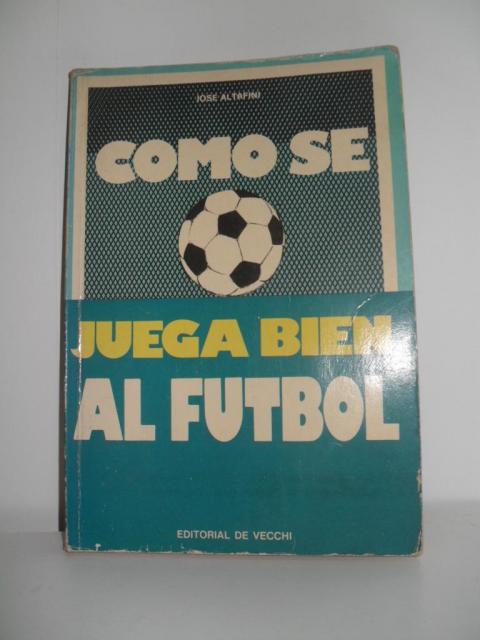 JOSE ALTAFINI
COMO SE
JUEGA BIEN
AL FUTBOL
EDITORIAL DE VECCHI